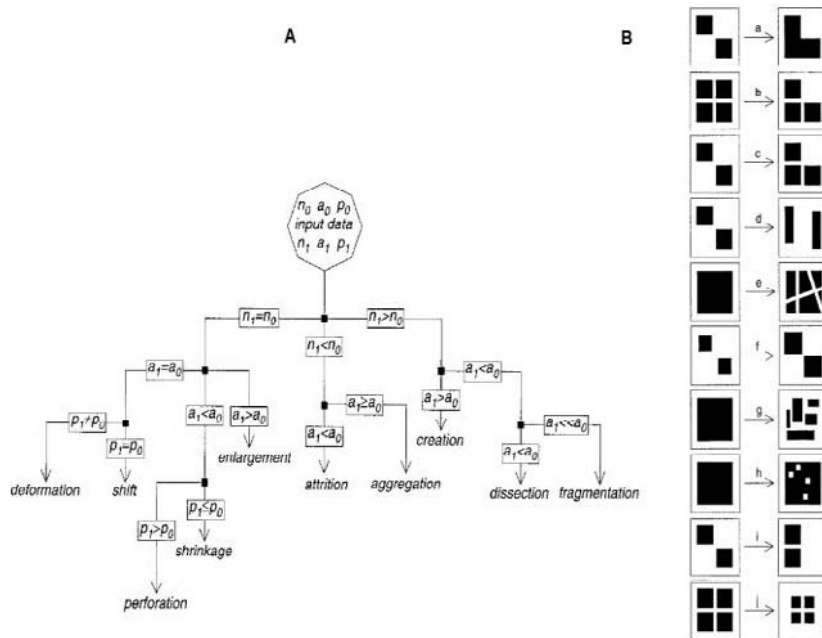 A
B
n₀ a₀ p₀
input data
n₁ a₁ p₁
n₁=n₀
n₁>n₀
n₁<n₀
a₁=a₀
a₁<a₀
a₁>a₀
a₁<a₀
a₁≥a₀
a₁>a₀
a₁<a₀
a₁<<a₀
a₁<a₀
p₁≠p₀
p₁=p₀
enlargement
creation
deformation
shift
attrition
aggregation
dissection
fragmentation
p₁>p₀
p₁≤p₀
shrinkage
perforation
a
b
c
d
e
f
g
h
i
j